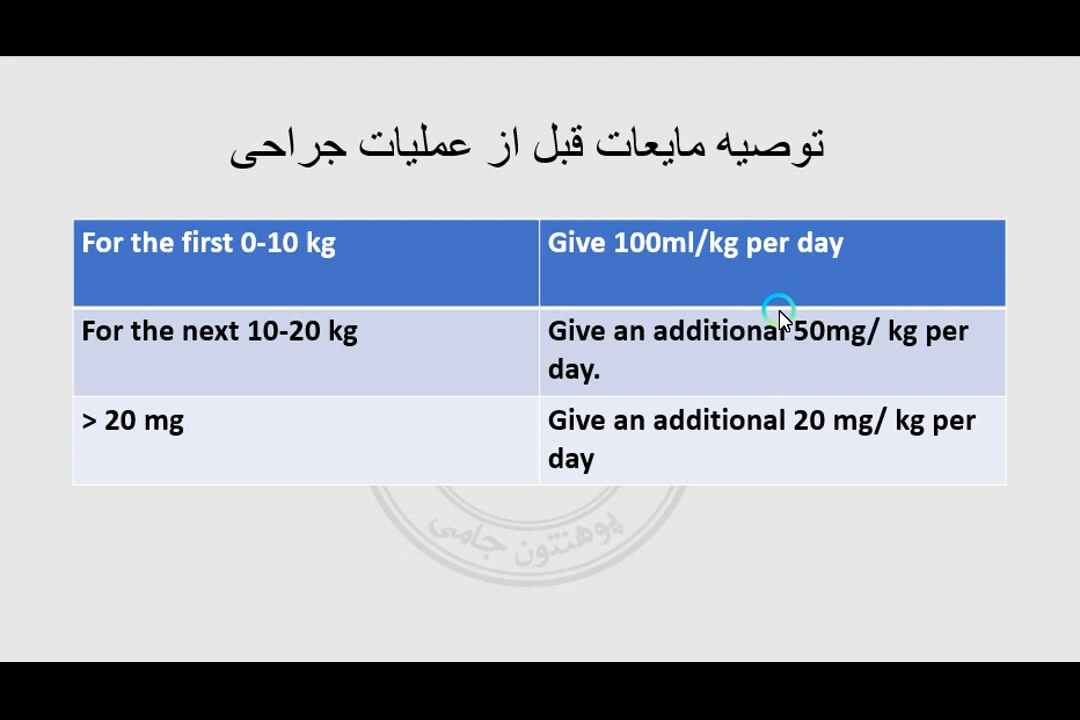 توصیه مایعات قبل از عملیات جراحی
For the first 0-10 kg
Give 100ml/kg per day
For the next 10-20 kg
Give an additional 50mg/ kg per
day.
> 20 mg
Give an additional 20 mg/ kg per
day
پوهنتون جامی